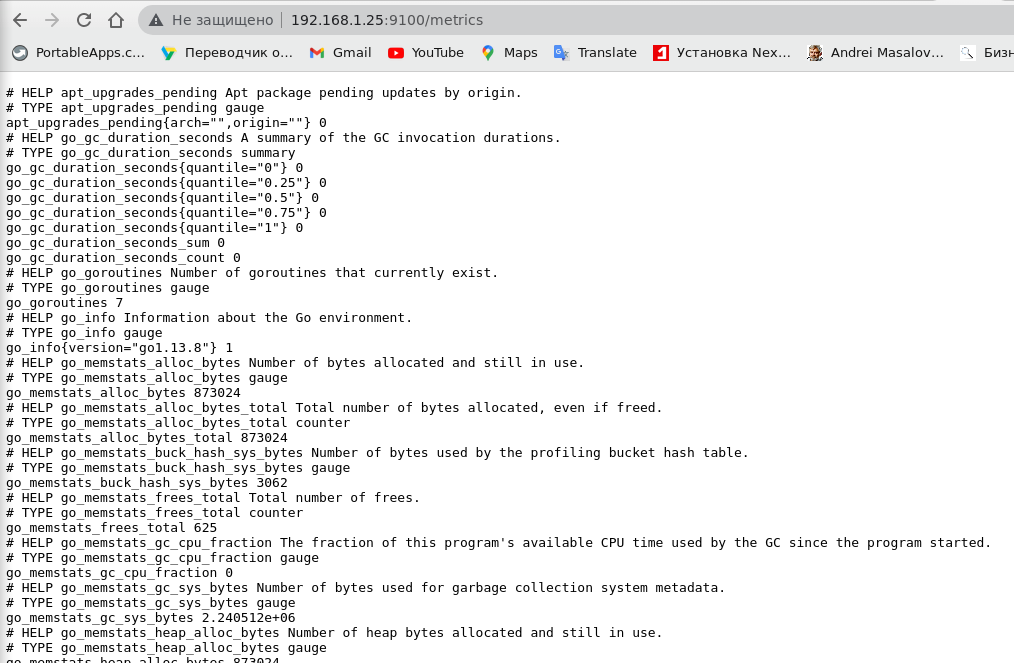 Не защищено 192.168.1.25:9100/metrics
PortableApps.c... Переводчик о... Gmail YouTube Maps Translate Установка Nex... Andrei Masalov... Бизн
# HELP apt_upgrades_pending Apt package pending updates by origin.
# TYPE apt_upgrades_pending gauge
apt_upgrades_pending{arch="",origin=""} 0
# HELP go_gc_duration_seconds A summary of the GC invocation durations.
# TYPE go_gc_duration_seconds summary
go_gc_duration_seconds{quantile="0"} 0
go_gc_duration_seconds{quantile="0.25"} 0
go_gc_duration_seconds{quantile="0.5"} 0
go_gc_duration_seconds{quantile="0.75"} 0
go_gc_duration_seconds{quantile="1"} 0
go_gc_duration_seconds_sum 0
go_gc_duration_seconds_count 0
# HELP go_goroutines Number of goroutines that currently exist.
# TYPE go_goroutines gauge
go_goroutines 7
# HELP go_info Information about the Go environment.
# TYPE go_info gauge
go_info{version="go1.13.8"} 1
# HELP go_memstats_alloc_bytes Number of bytes allocated and still in use.
# TYPE go_memstats_alloc_bytes gauge
go_memstats_alloc_bytes 873024
# HELP go_memstats_alloc_bytes_total Total number of bytes allocated, even if freed.
# TYPE go_memstats_alloc_bytes_total counter
go_memstats_alloc_bytes_total 873024
# HELP go_memstats_buck_hash_sys_bytes Number of bytes used by the profiling bucket hash table.
# TYPE go_memstats_buck_hash_sys_bytes gauge
go_memstats_buck_hash_sys_bytes 3062
# HELP go_memstats_frees_total Total number of frees.
# TYPE go_memstats_frees_total counter
go_memstats_frees_total 625
# HELP go_memstats_gc_cpu_fraction The fraction of this program's available CPU time used by the GC since the program started.
# TYPE go_memstats_gc_cpu_fraction gauge
go_memstats_gc_cpu_fraction 0
# HELP go_memstats_gc_sys_bytes Number of bytes used for garbage collection system metadata.
# TYPE go_memstats_gc_sys_bytes gauge
go_memstats_gc_sys_bytes 2.240512e+06
# HELP go_memstats_heap_alloc_bytes Number of heap bytes allocated and still in use.
# TYPE go_memstats_heap_alloc_bytes gauge
go_memstats_heap_alloc_bytes 873024